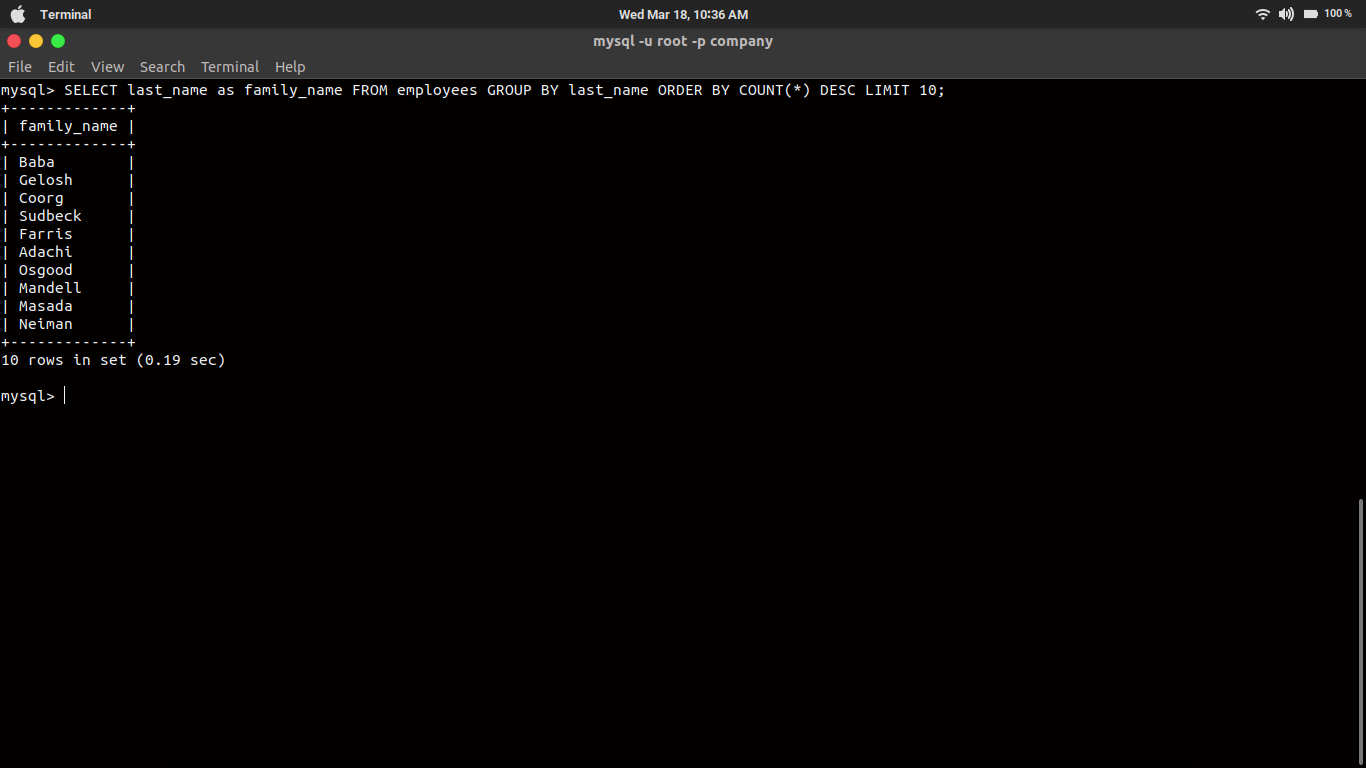 Terminal
Wed Mar 18, 10:36 AM
100 %
mysql -u root -p company
File Edit View Search Terminal Help
mysql> SELECT last_name as family_name FROM employees GROUP BY last_name ORDER BY COUNT(*) DESC LIMIT 10;
+-------------+
| family_name |
+-------------+
| Baba        |
| Gelosh      |
| Coorg       |
| Sudbeck     |
| Farris      |
| Adachi      |
| Osgood      |
| Mandell     |
| Masada      |
| Neiman      |
+-------------+
10 rows in set (0.19 sec)
mysql>